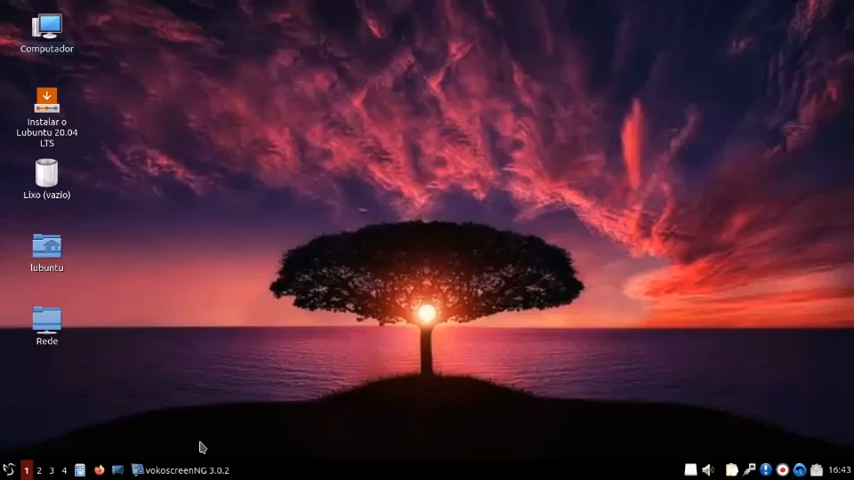 Computador
Instalar o
Lubuntu 20.04
LTS
Lixo (vazio)
lubuntu
Rede
1 2 3 4 vokoscreenNG 3.0.2 16:43